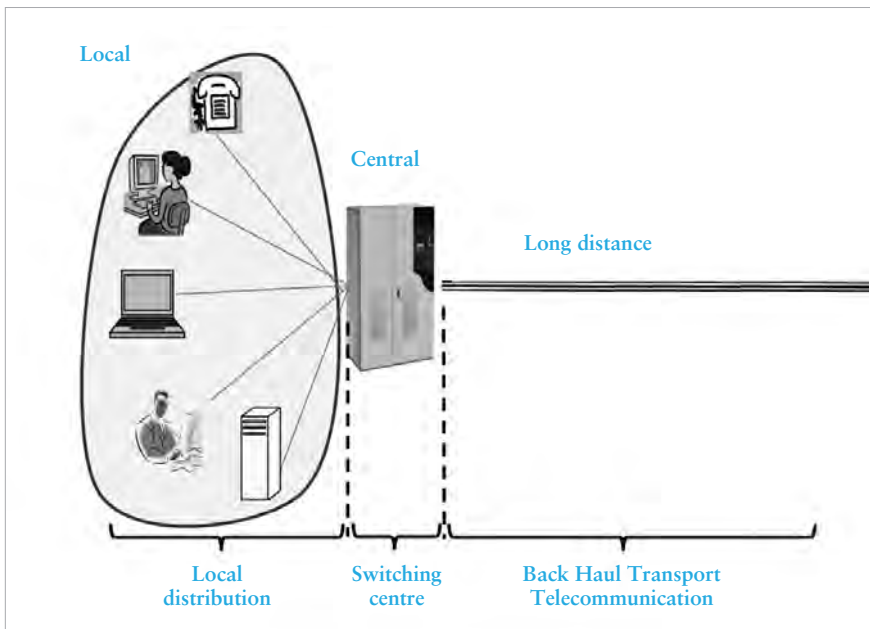 Local
Central
Long distance
Local
distribution
Switching
centre
Back Haul Transport
Telecommunication